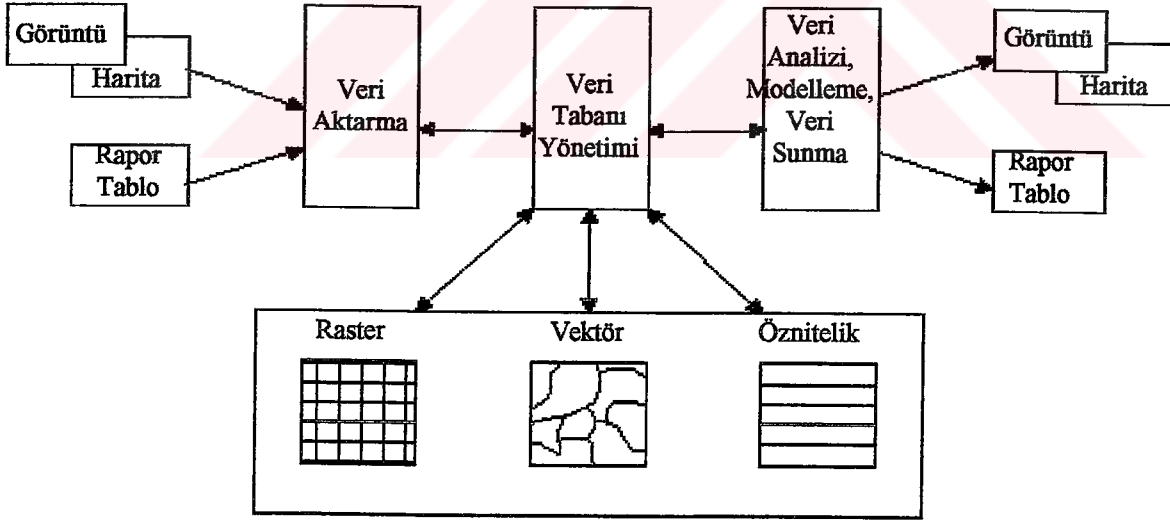 Görüntü
Harita
Rapor
Tablo
Veri
Aktarma
Veri
Tabanı
Yönetimi
Veri
Analizi,
Modelleme,
Veri
Sunma
Görüntü
Harita
Rapor
Tablo
Raster
Vektör
Öznitelik